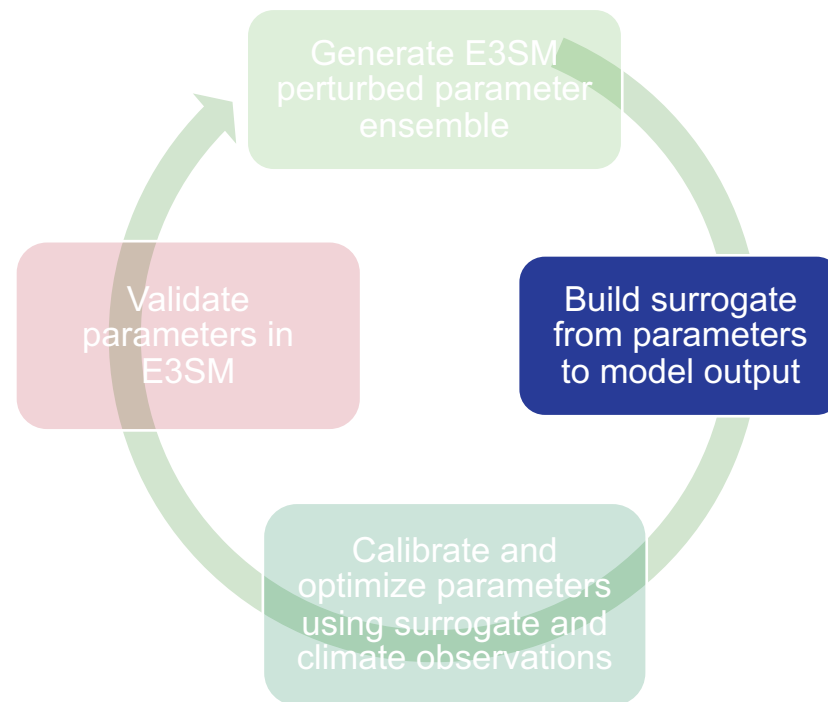 Generate E3SM
perturbed parameter
ensemble
Build surrogate
from parameters
to model output
Calibrate and
optimize parameters
using surrogate and
climate observations
Validate
parameters in
E3SM